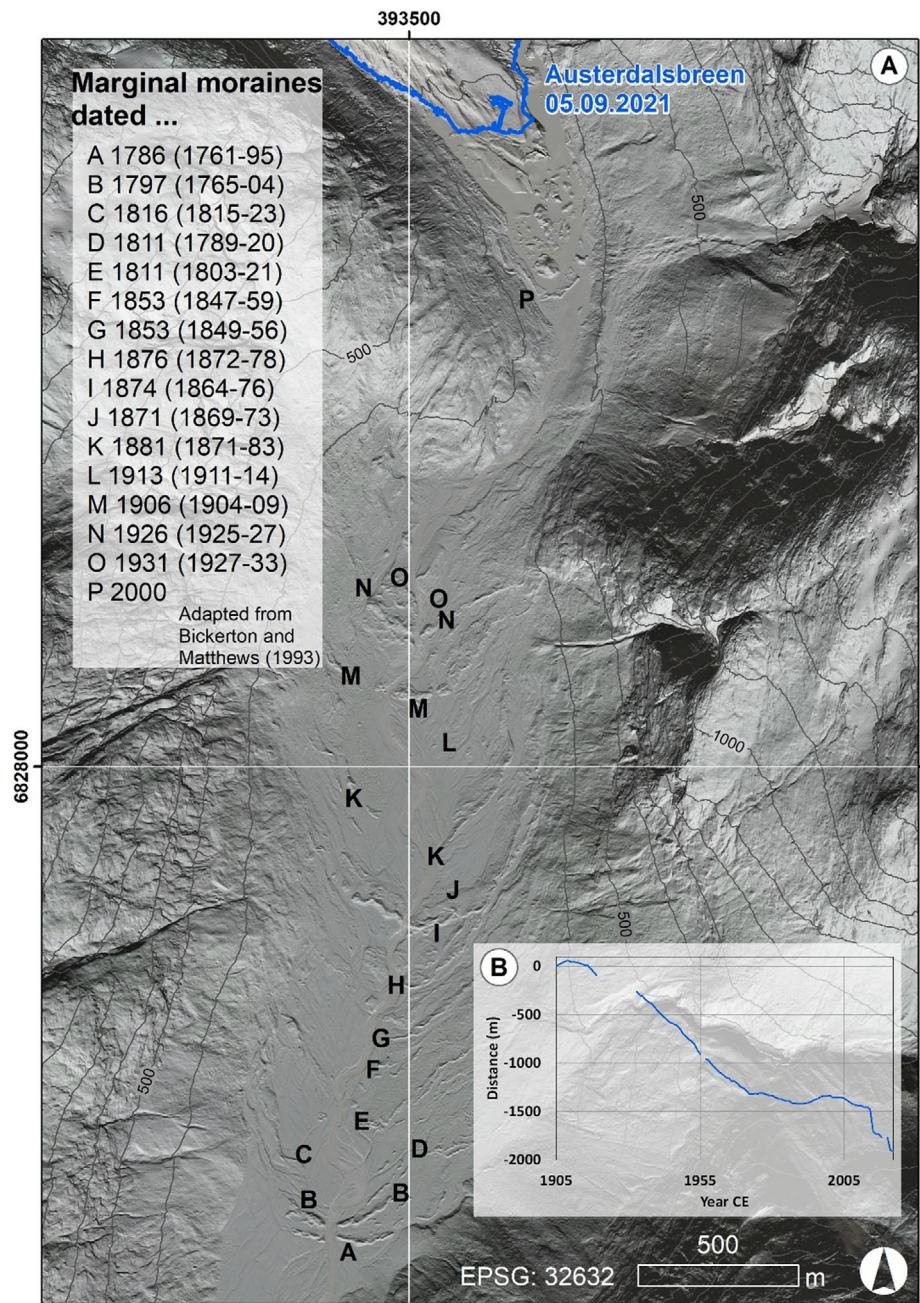 393500
A
Marginal moraines
dated ...
A 1786 (1761-95)
B 1797 (1765-04)
C 1816 (1815-23)
D 1811 (1789-20)
E 1811 (1803-21)
F 1853 (1847-59)
G 1853 (1849-56)
H 1876 (1872-78)
I 1874 (1864-76)
J 1871 (1869-73)
K 1881 (1871-83)
L 1913 (1911-14)
M 1906 (1904-09)
N 1926 (1925-27)
O 1931 (1927-33)
P 2000
Adapted from
Bickerton and
Matthews (1993)
Austerdalsbreen
05.09.2021
500
P
500
O
N
O
N
M
M
L
1000
6828000
K
K
J
I
500
H
G
F
500
E
D
C
B
B
A
B
0
-500
-1000
-1500
-2000
Distance (m)
1905
1955
2005
Year CE
500
EPSG: 32632
m